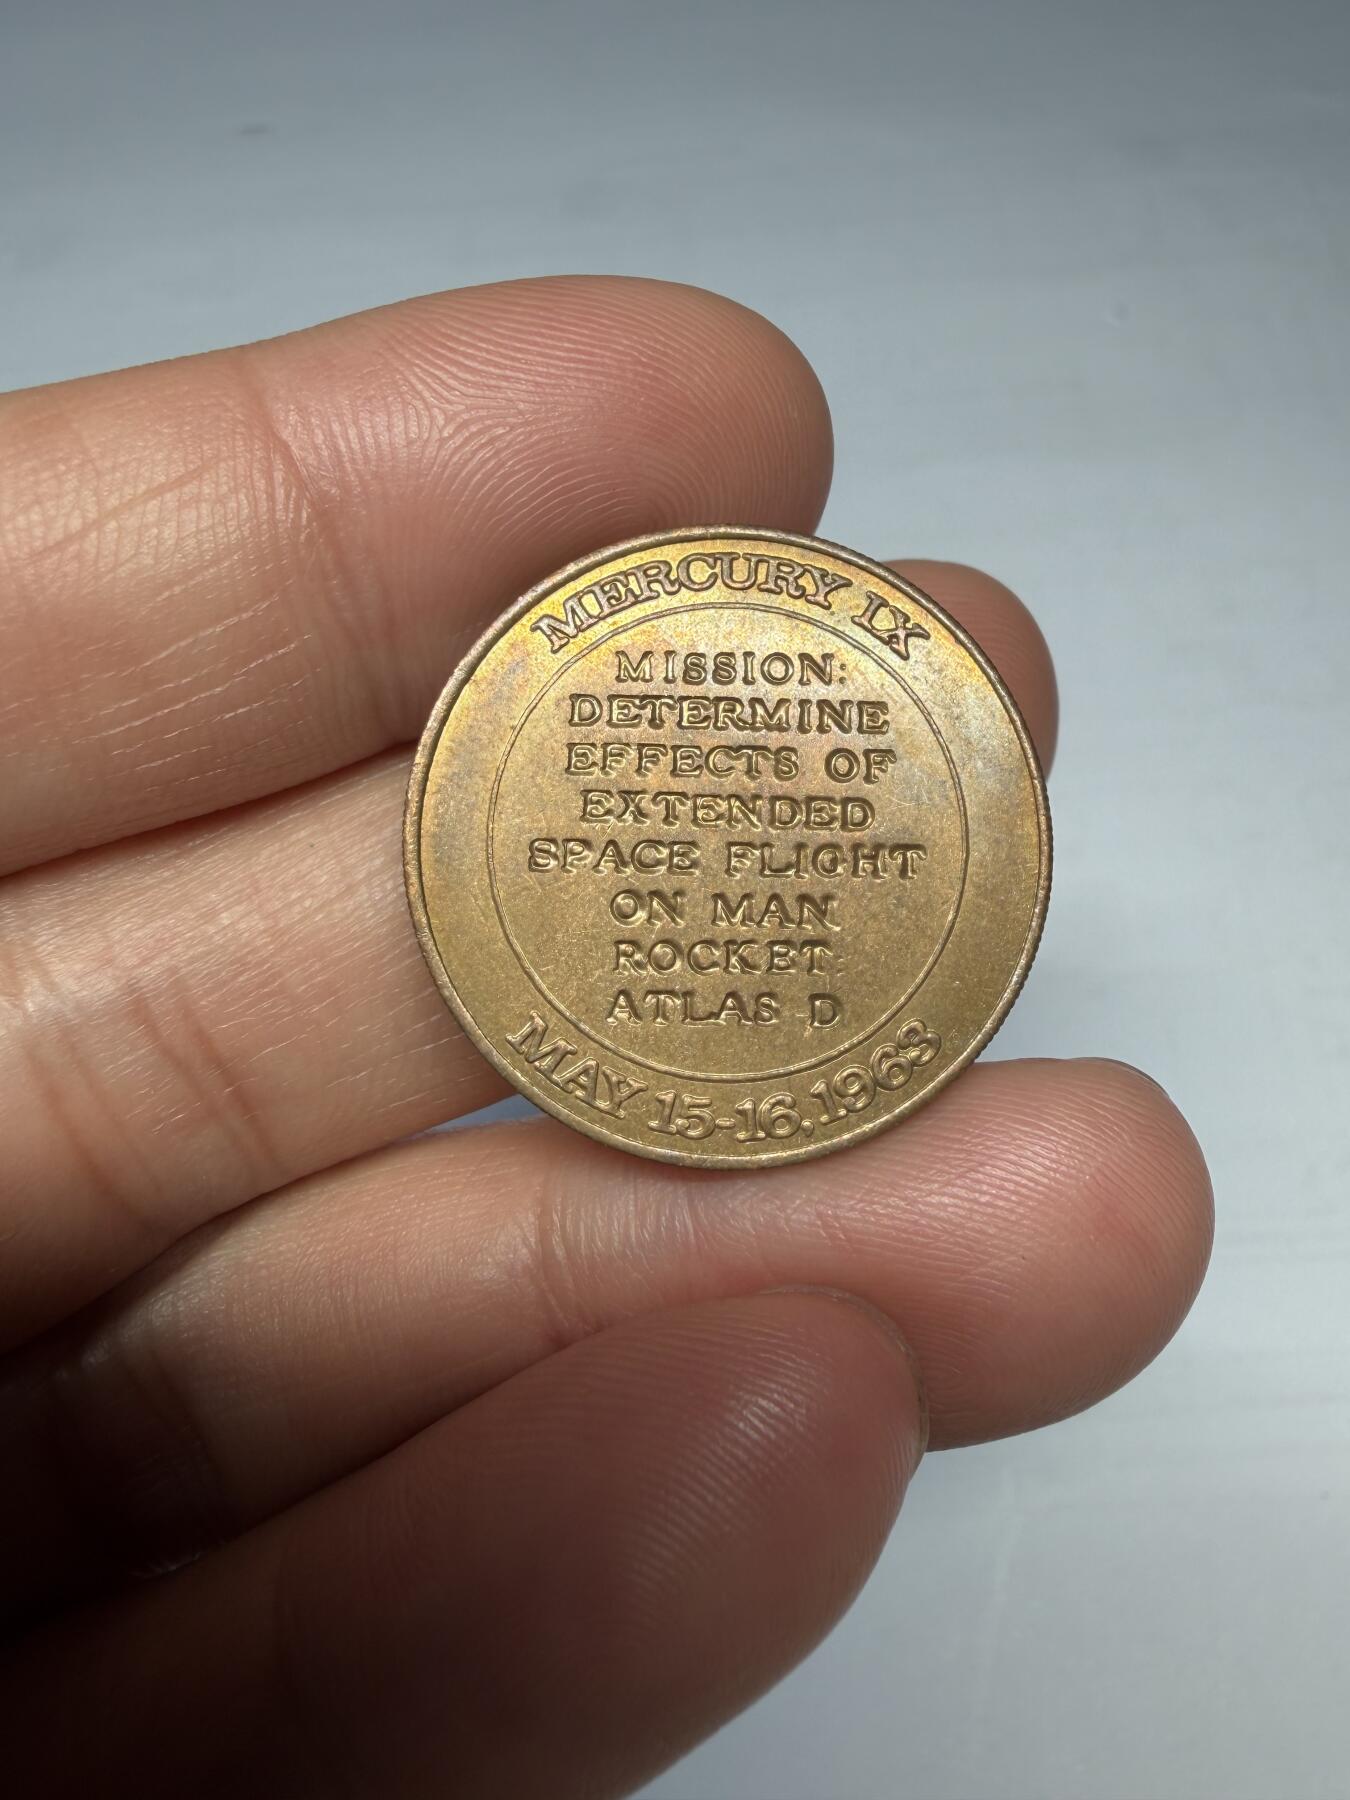 MERCURY IX
MISSION:
DETERMINE
EFFECTS OF
EXTENDED
SPACE FLIGHT
ON MAN
ROCKET:
ATLAS D
MAY 15-16, 1963